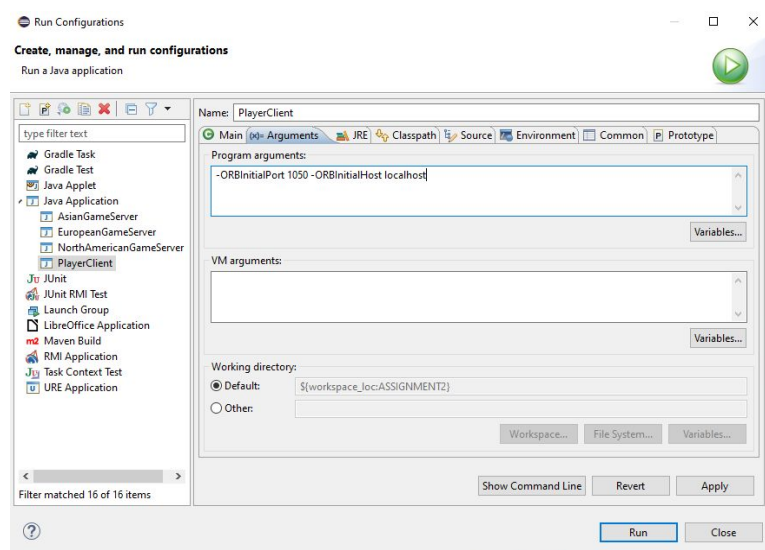 Run Configurations
Create, manage, and run configurations
Run a Java application
type filter text
Gradle Task
Gradle Test
Java Applet
Java Application
AsianGameServer
EuropeanGameServer
NorthAmericanGameServer
PlayerClient
JUnit
JUnit RMI Test
Launch Group
LibreOffice Application
Maven Build
RMI Application
Task Context Test
URE Application
Filter matched 16 of 16 items
Name: PlayerClient
Main (x)= Arguments JRE Classpath Source Environment Common Prototype
Program arguments:
-ORBInitialPort 1050 -ORBInitialHost localhost
Variables...
VM arguments:
Variables...
Working directory:
Default: ${workspace_loc:ASSIGNMENT2}
Other:
Workspace... File System... Variables...
Show Command Line Revert Apply
Run Close